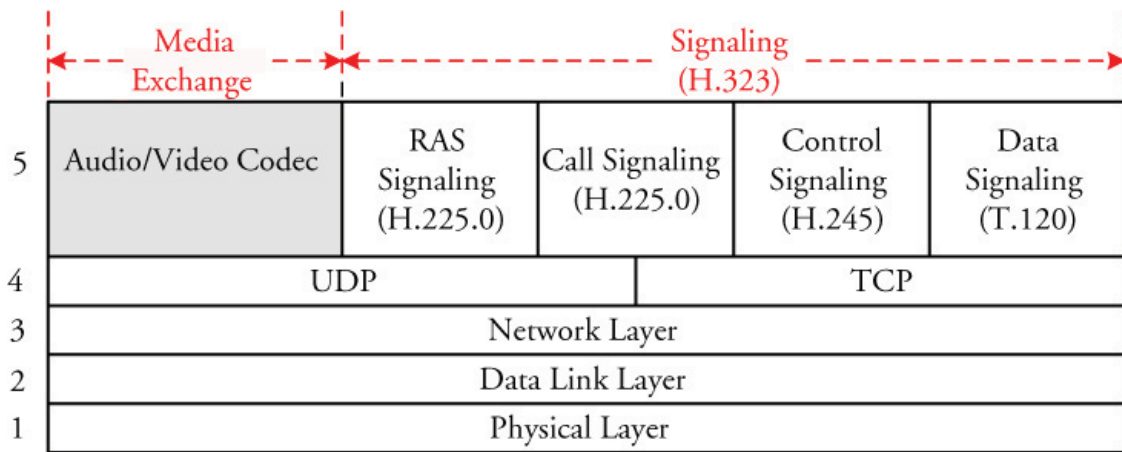 Media
Exchange
Signaling
(H.323)
5
Audio/Video Codec
RAS
Signaling
(H.225.0)
Call Signaling
(H.225.0)
Control
Signaling
(H.245)
Data
Signaling
(T.120)
4
UDP
TCP
3
Network Layer
2
Data Link Layer
1
Physical Layer